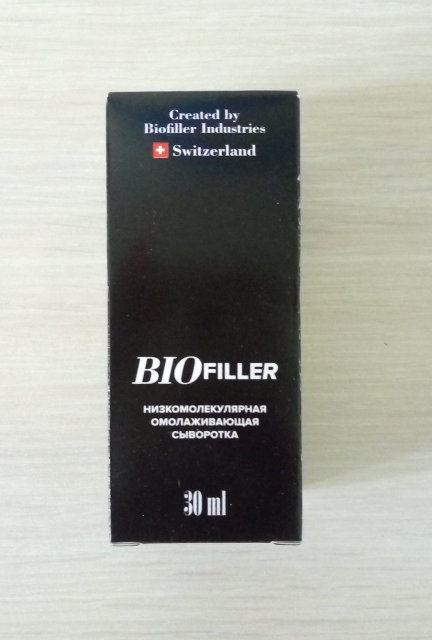 Created by
Biofiller Industries
Switzerland
BIOFILLER
НИЗКОМОЛЕКУЛЯРНАЯ
ОМОЛАЖИВАЮЩАЯ
СЫВОРОТКА
30 ml